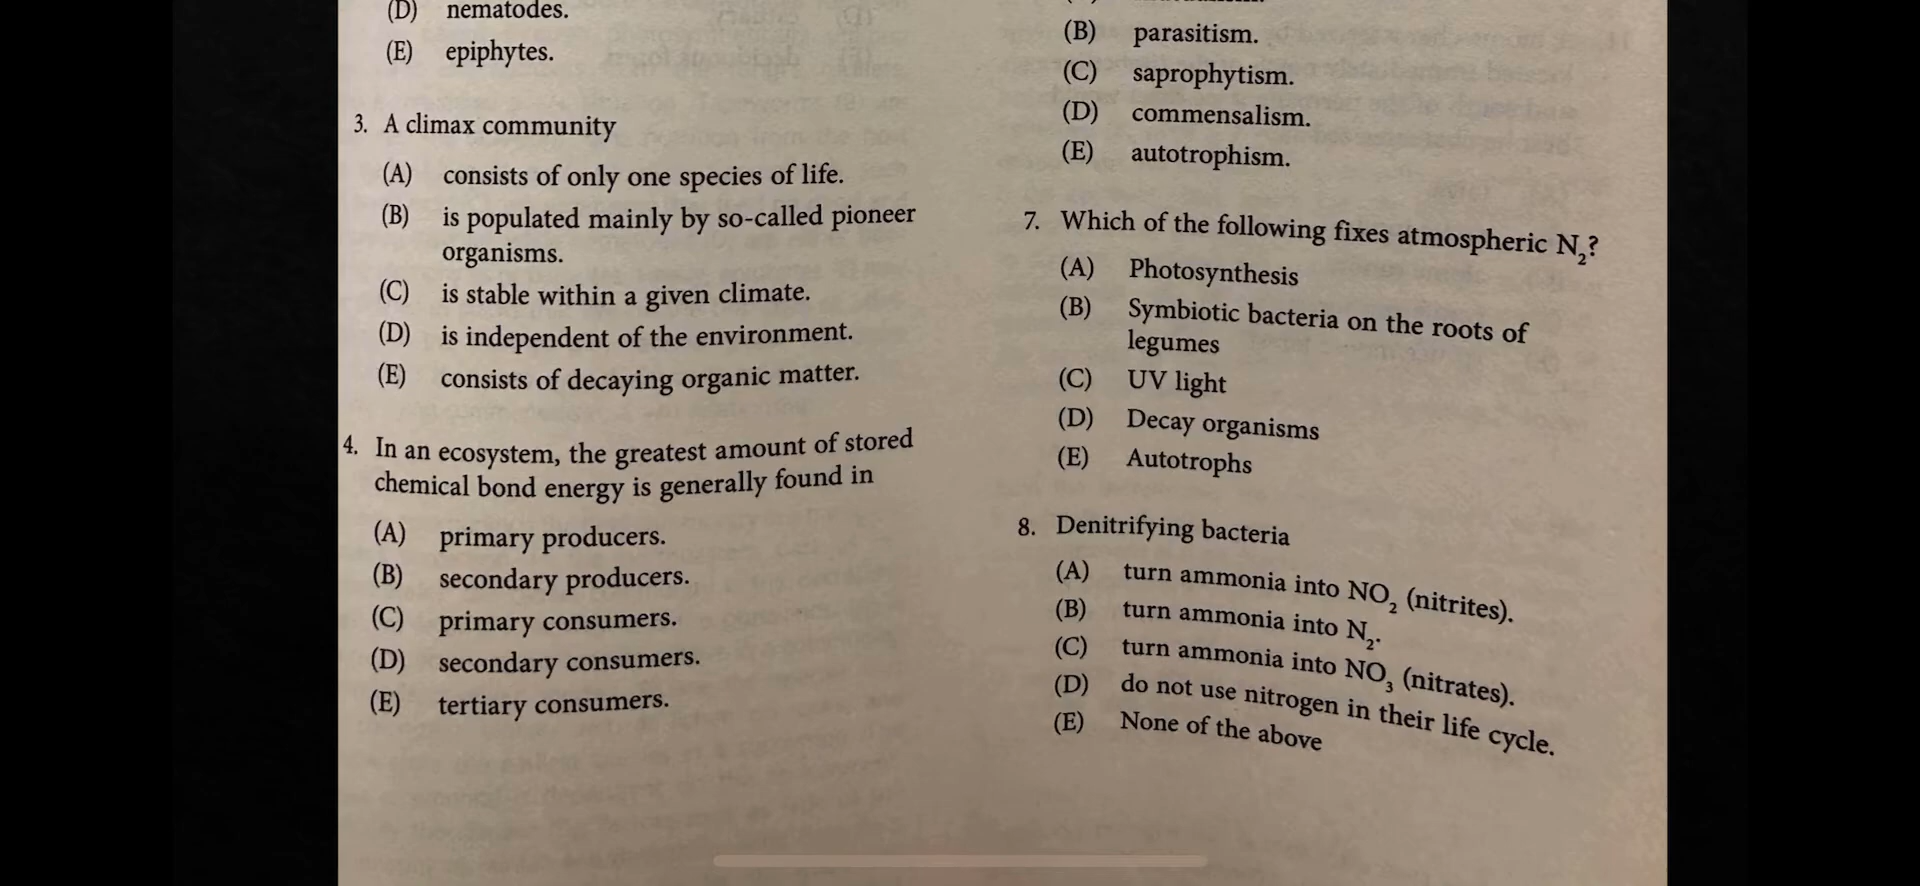 (D) nematodes.
(E) epiphytes.
3. A climax community
(A) consists of only one species of life.
(B) is populated mainly by so-called pioneer
organisms.
(C) is stable within a given climate.
(D) is independent of the environment.
(E) consists of decaying organic matter.
4. In an ecosystem, the greatest amount of stored
chemical bond energy is generally found in
(A) primary producers.
(B) secondary producers.
(C) primary consumers.
(D) secondary consumers.
(E) tertiary consumers.
(B) parasitism.
(C) saprophytism.
(D) commensalism.
(E) autotrophism.
7. Which of the following fixes atmospheric N₂?
(A) Photosynthesis
(B) Symbiotic bacteria on the roots of
legumes
(C) UV light
(D) Decay organisms
(E) Autotrophs
8. Denitrifying bacteria
(A) turn ammonia into NO₂ (nitrites).
(B) turn ammonia into N₂.
(C) turn ammonia into NO₃ (nitrates).
(D) do not use nitrogen in their life cycle.
(E) None of the above